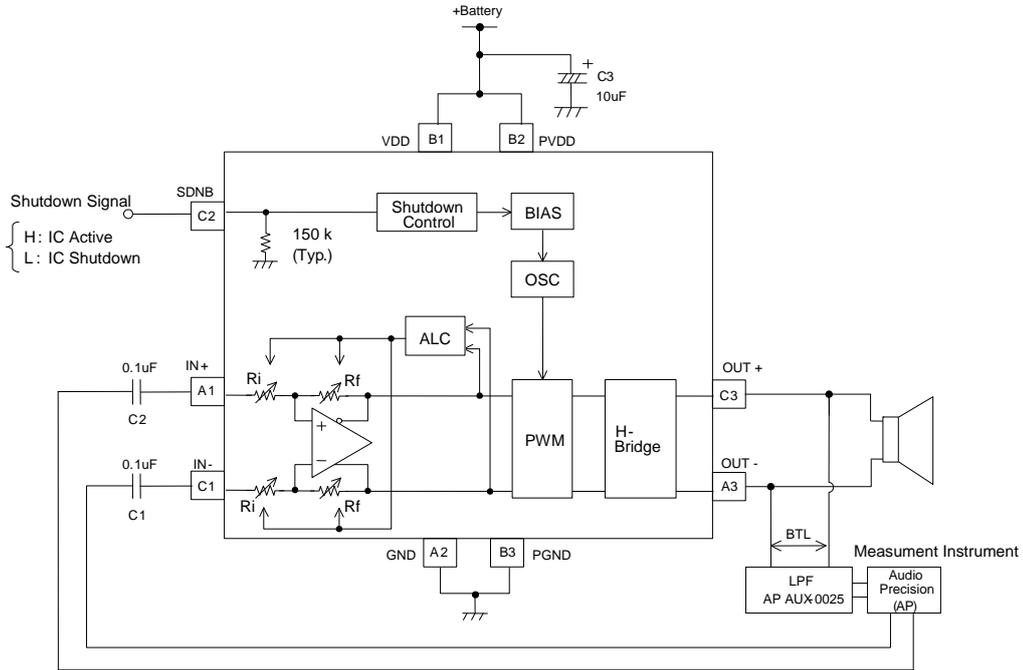 +Battery
+
C3
10uF
VDD
B1
B2
PVDD
SDNB
Shutdown Signal
C2
H : IC Active
L : IC Shutdown
150 k
(Typ.)
Shutdown
Control
BIAS
OSC
ALC
0.1uF
IN+
A1
C2
Ri
Rf
+
−
PWM
H-
Bridge
OUT +
C3
0.1uF
IN-
C1
C1
Ri
Rf
OUT -
A3
GND
A2
B3
PGND
BTL
Measument Instrument
LPF
AP AUX-0025
Audio
Precision
(AP)